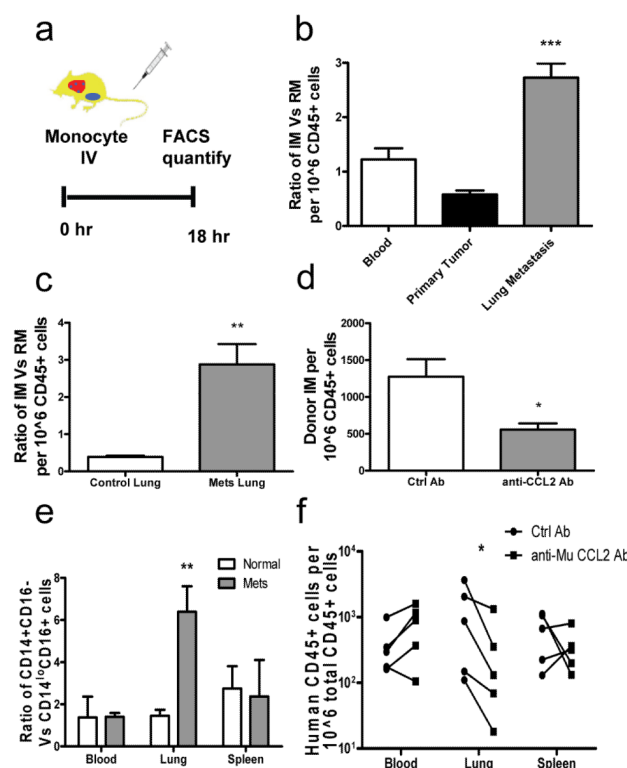 a
Monocyte
IV
FACS
quantify
0 hr
18 hr
b
Ratio of IM Vs RM
per 10^6 CD45+ cells
3
2
1
0
***
Blood
Primary Tumor
Lung Metastasis
c
Ratio of IM Vs RM
per 10^6 CD45+ cells
4
3
2
1
0
**
Control Lung
Mets Lung
d
Donor IM per
10^6 CD45+ cells
2000
1500
1000
500
0
*
Ctrl Ab
anti-CCL2 Ab
e
Ratio of CD14+CD16-
Vs CD14loCD16+ cells
8
6
4
2
0
**
Normal
Mets
Blood
Lung
Spleen
f
Ctrl Ab
anti-Mu CCL2 Ab
Human CD45+ cells per
10^6 total CD45+ cells
10^4
10^3
10^2
10^1
*
Blood
Lung
Spleen